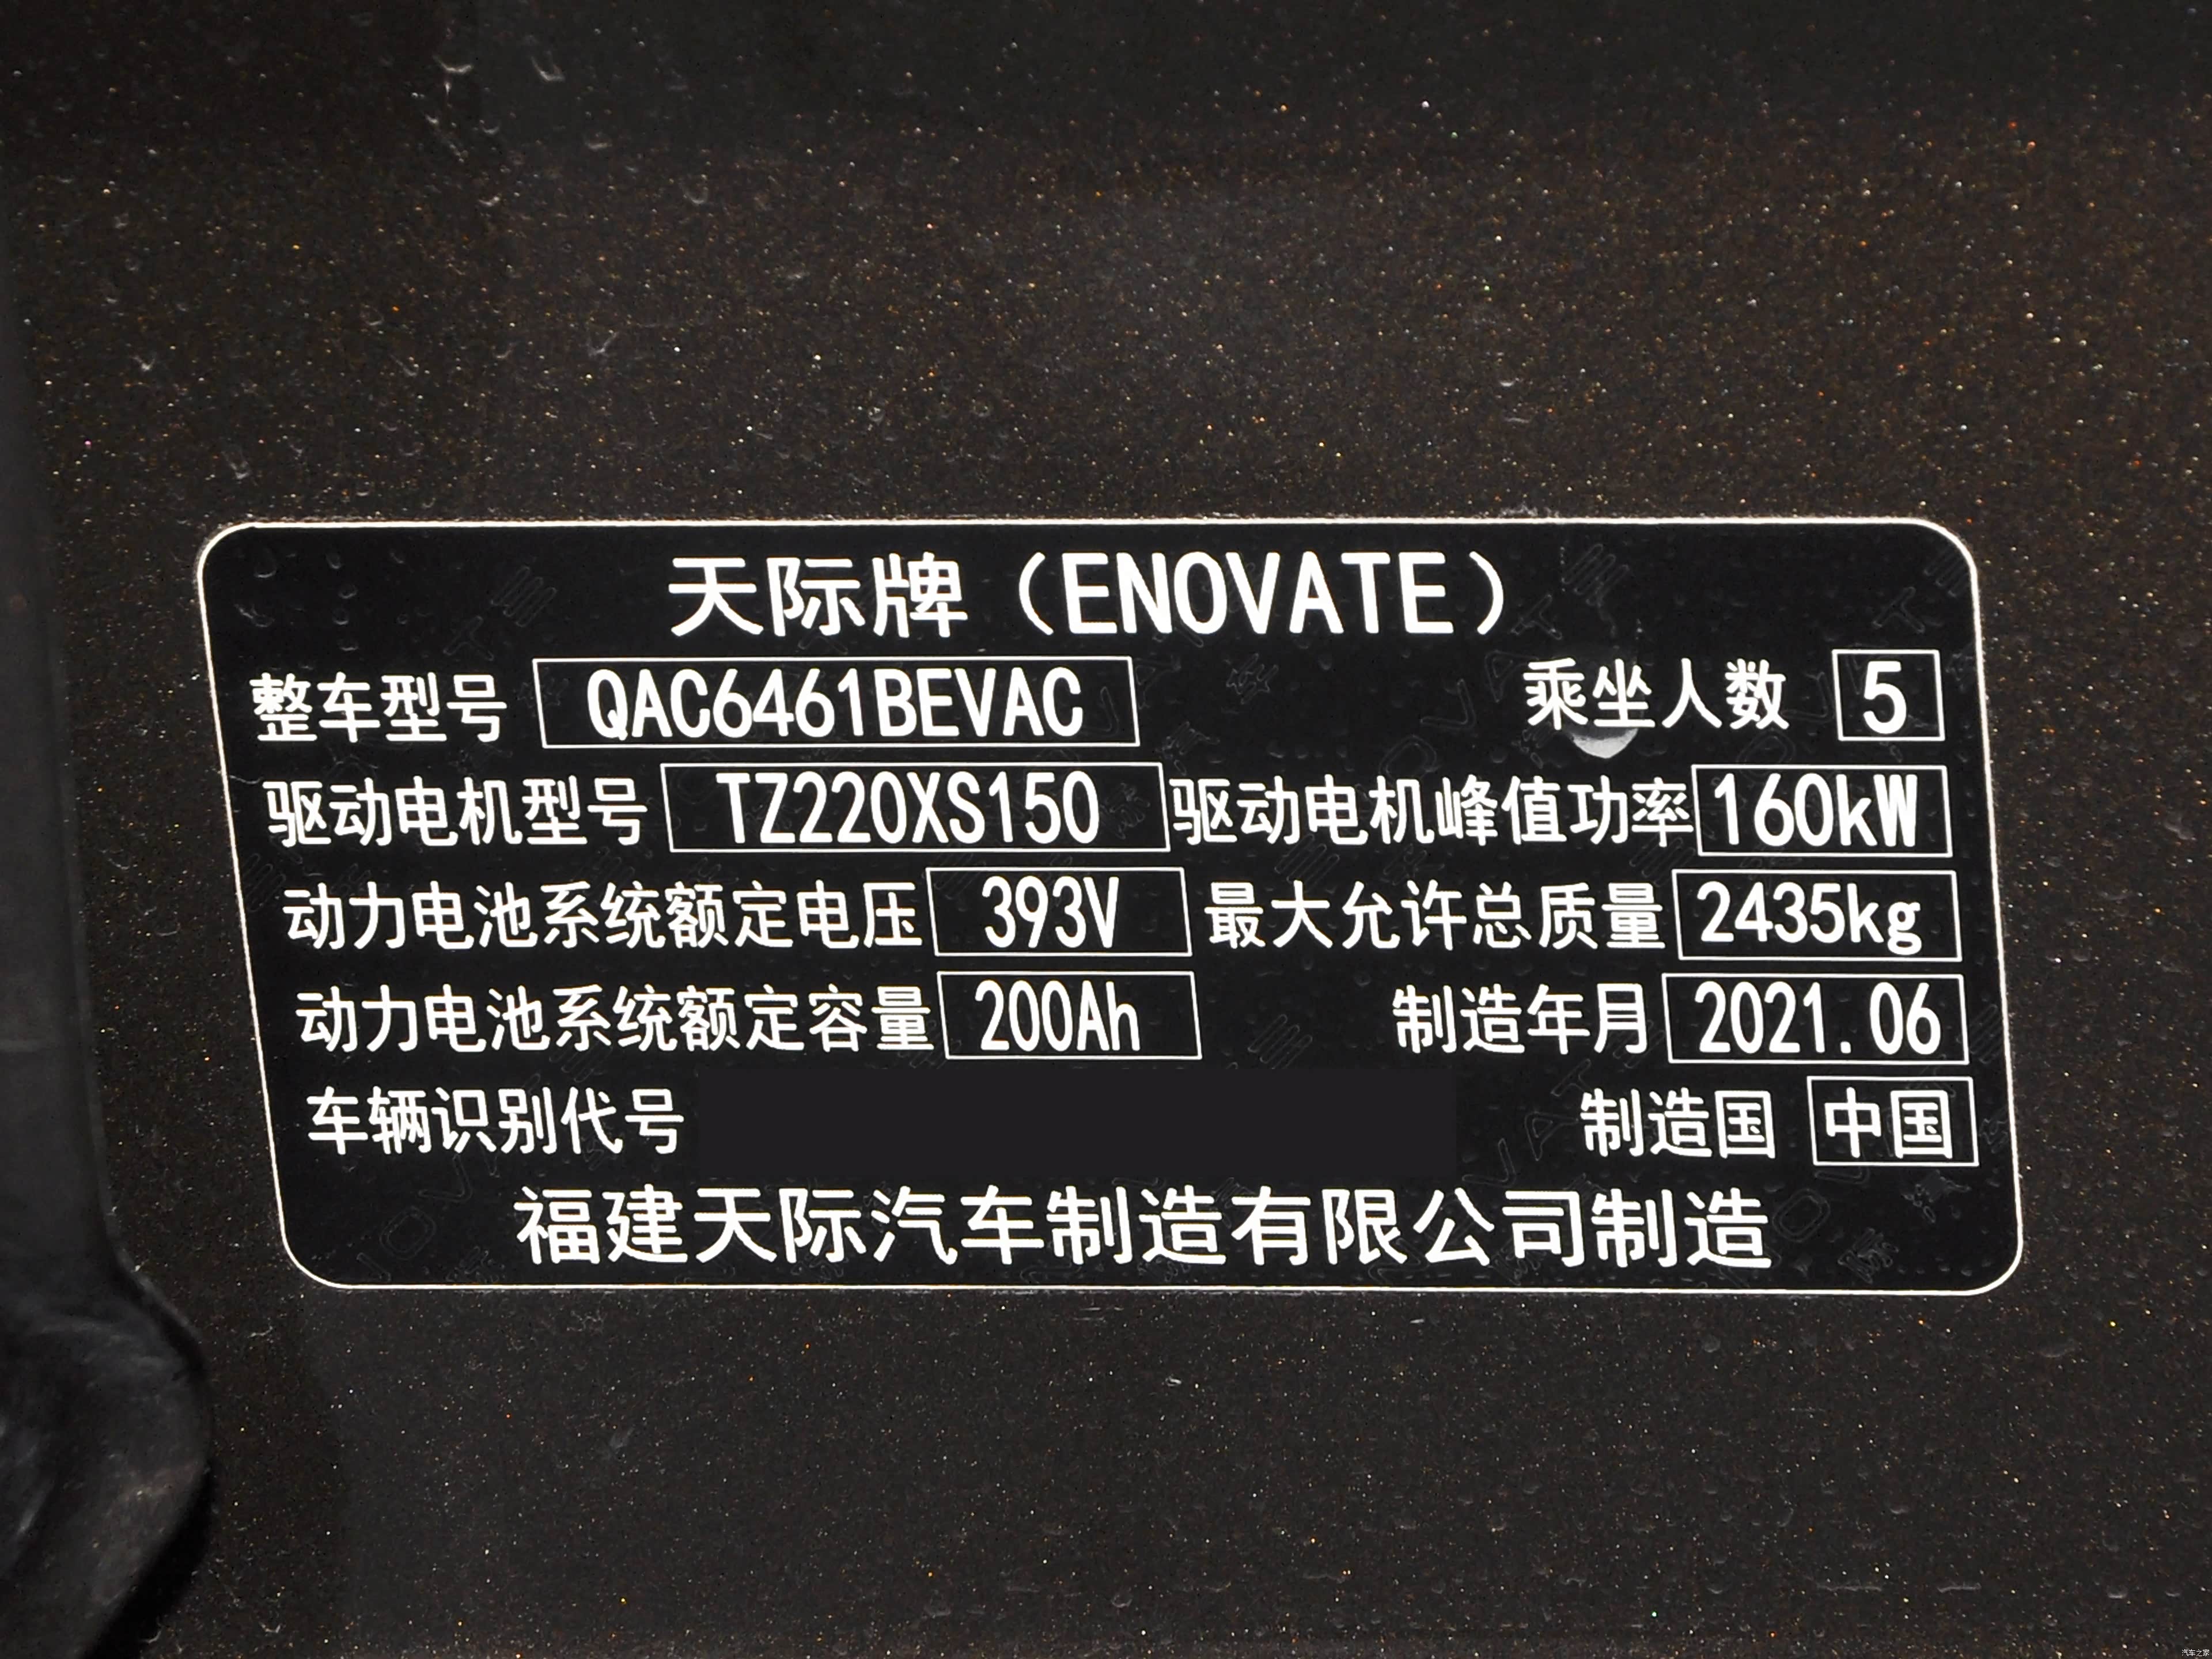 天际牌（ENOVATE）
整车型号 QAC6461BEVAC 乘坐人数 5
驱动电机型号 TZ220XS150 驱动电机峰值功率 160kW
动力电池系统额定电压 393V 最大允许总质量 2435kg
动力电池系统额定容量 200Ah 制造年月 2021.06
车辆识别代号 制造国 中国
福建天际汽车制造有限公司制造
汽车之家